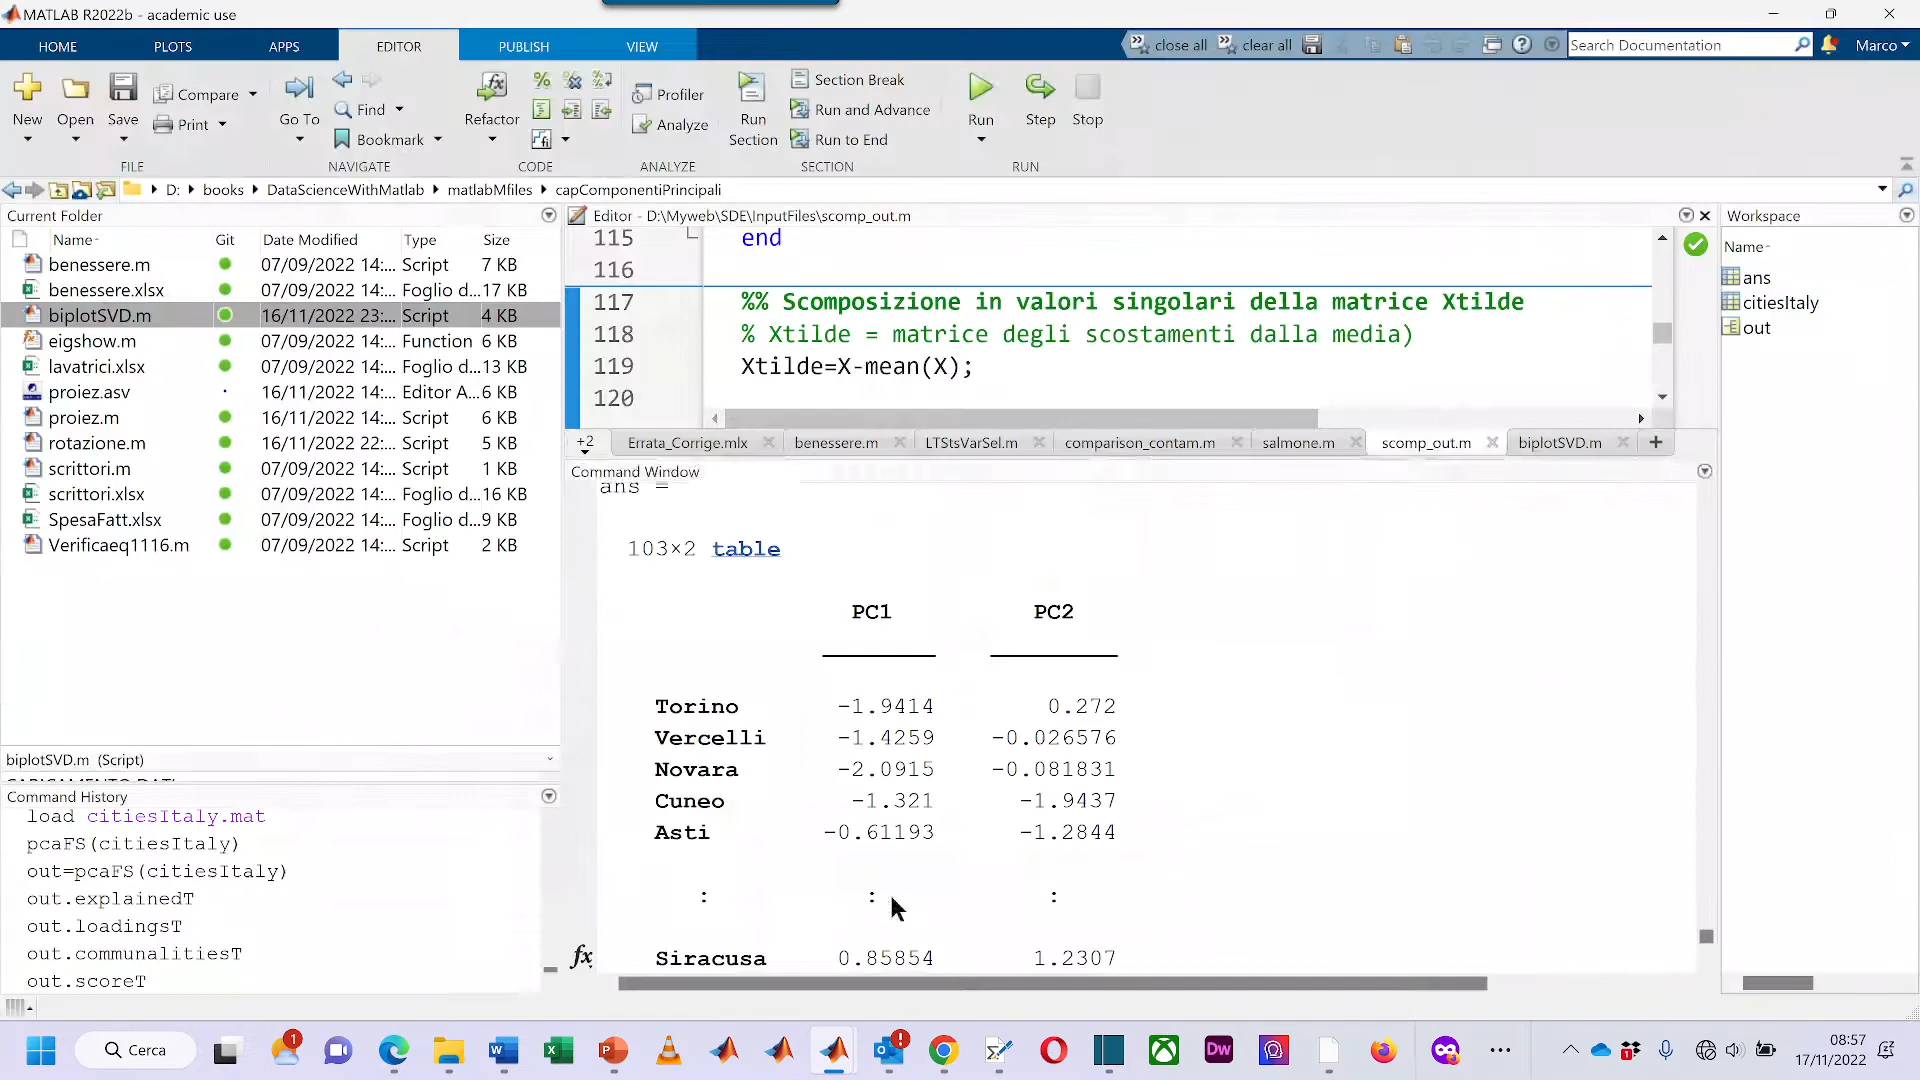 MATLAB R2022b - academic use
HOME PLOTS APPS EDITOR PUBLISH VIEW close all clear all Search Documentation Marco
New Open Save Compare Print Go To Find Bookmark Refactor Profiler Analyze Run Section Section Break Run and Advance Run to End Run Step Stop
FILE NAVIGATE CODE ANALYZE SECTION RUN
D: books DataScienceWithMatlab matlabMfiles capComponentiPrincipali
Current Folder
Name Git Date Modified Type Size
benessere.m 07/09/2022 14:... Script 7 KB
benessere.xlsx 07/09/2022 14:... Foglio d...17 KB
biplotSVD.m 16/11/2022 23:... Script 4 KB
eigshow.m 07/09/2022 14:... Function 6 KB
lavatrici.xlsx 07/09/2022 14:... Foglio d...13 KB
proiez.asv 16/11/2022 14:... Editor A...6 KB
proiez.m 16/11/2022 14:... Script 6 KB
rotazione.m 16/11/2022 22:... Script 5 KB
scrittori.m 07/09/2022 14:... Script 1 KB
scrittori.xlsx 07/09/2022 14:... Foglio d...16 KB
SpesaFatt.xlsx 07/09/2022 14:... Foglio d...9 KB
Verificaeq1116.m 07/09/2022 14:... Script 2 KB
biplotSVD.m (Script)
CARICAMENTO DATI
Command History
load citiesItaly.mat
pcaFS(citiesItaly)
out=pcaFS(citiesItaly)
out.explainedT
out.loadingsT
out.communalitiesT
out.scoreT
Editor - D:\Myweb\SDE\InputFiles\scomp_out.m
115 end
116
117 %% Scomposizione in valori singolari della matrice Xtilde
118 % Xtilde = matrice degli scostamenti dalla media)
119 Xtilde=X-mean(X);
120
+2 Errata_Corrige.mlx benessere.m LTStsVarSel.m comparison_contam.m salmone.m scomp_out.m biplotSVD.m
Command Window
ans =
103×2 table
PC1 PC2
Torino -1.9414 0.272
Vercelli -1.4259 -0.026576
Novara -2.0915 -0.081831
Cuneo -1.321 -1.9437
Asti -0.61193 -1.2844
: : :
fx Siracusa 0.85854 1.2307
Workspace
Name
ans
citiesItaly
out
Cerca
08:57
17/11/2022